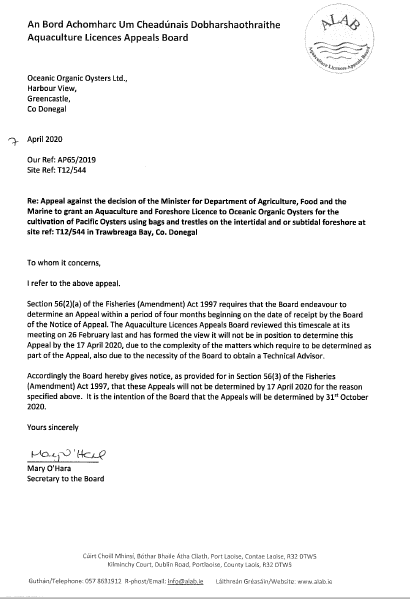 An Bord Achomharc Um Cheadúnais Dobharshaothraithe
Aquaculture Licences Appeals Board
ALAB
Aquaculture Licences Appeals Board
Oceanic Organic Oysters Ltd.,
Harbour View,
Greencastle,
Co Donegal
7 April 2020
Our Ref: AP65/2019
Site Ref: T12/544
Re: Appeal against the decision of the Minister for Department of Agriculture, Food and the
Marine to grant an Aquaculture and Foreshore Licence to Oceanic Organic Oysters for the
cultivation of Pacific Oysters using bags and trestles on the intertidal and or subtidal foreshore at
site ref: T12/544 in Trawbreaga Bay, Co. Donegal
To whom it concerns,
I refer to the above appeal.
Section 56(2)(a) of the Fisheries (Amendment) Act 1997 requires that the Board endeavour to
determine an Appeal within a period of four months beginning on the date of receipt by the Board
of the Notice of Appeal. The Aquaculture Licences Appeals Board reviewed this timescale at its
meeting on 26 February last and has formed the view it will not be in position to determine this
Appeal by the 17 April 2020, due to the complexity of the matters which require to be determined as
part of the Appeal, also due to the necessity of the Board to obtain a Technical Advisor.
Accordingly the Board hereby gives notice, as provided for in Section 56(3) of the Fisheries
(Amendment) Act 1997, that these Appeals will not be determined by 17 April 2020 for the reason
specified above. It is the intention of the Board that the Appeals will be determined by 31st October
2020.
Yours sincerely
Mary O'Hara
Mary O'Hara
Secretary to the Board
Cúirt Choill Mhinsí, Bóthar Bhaile Átha Cliath, Port Laoise, Contae Laoise, R32 DTW5
Kilminchy Court, Dublin Road, Portlaoise, County Laois, R32 DTW5
Guthán/Telephone: 057 8631912 R-phost/Email: info@alab.ie Láithreán Gréasáin/Website: www.alab.ie